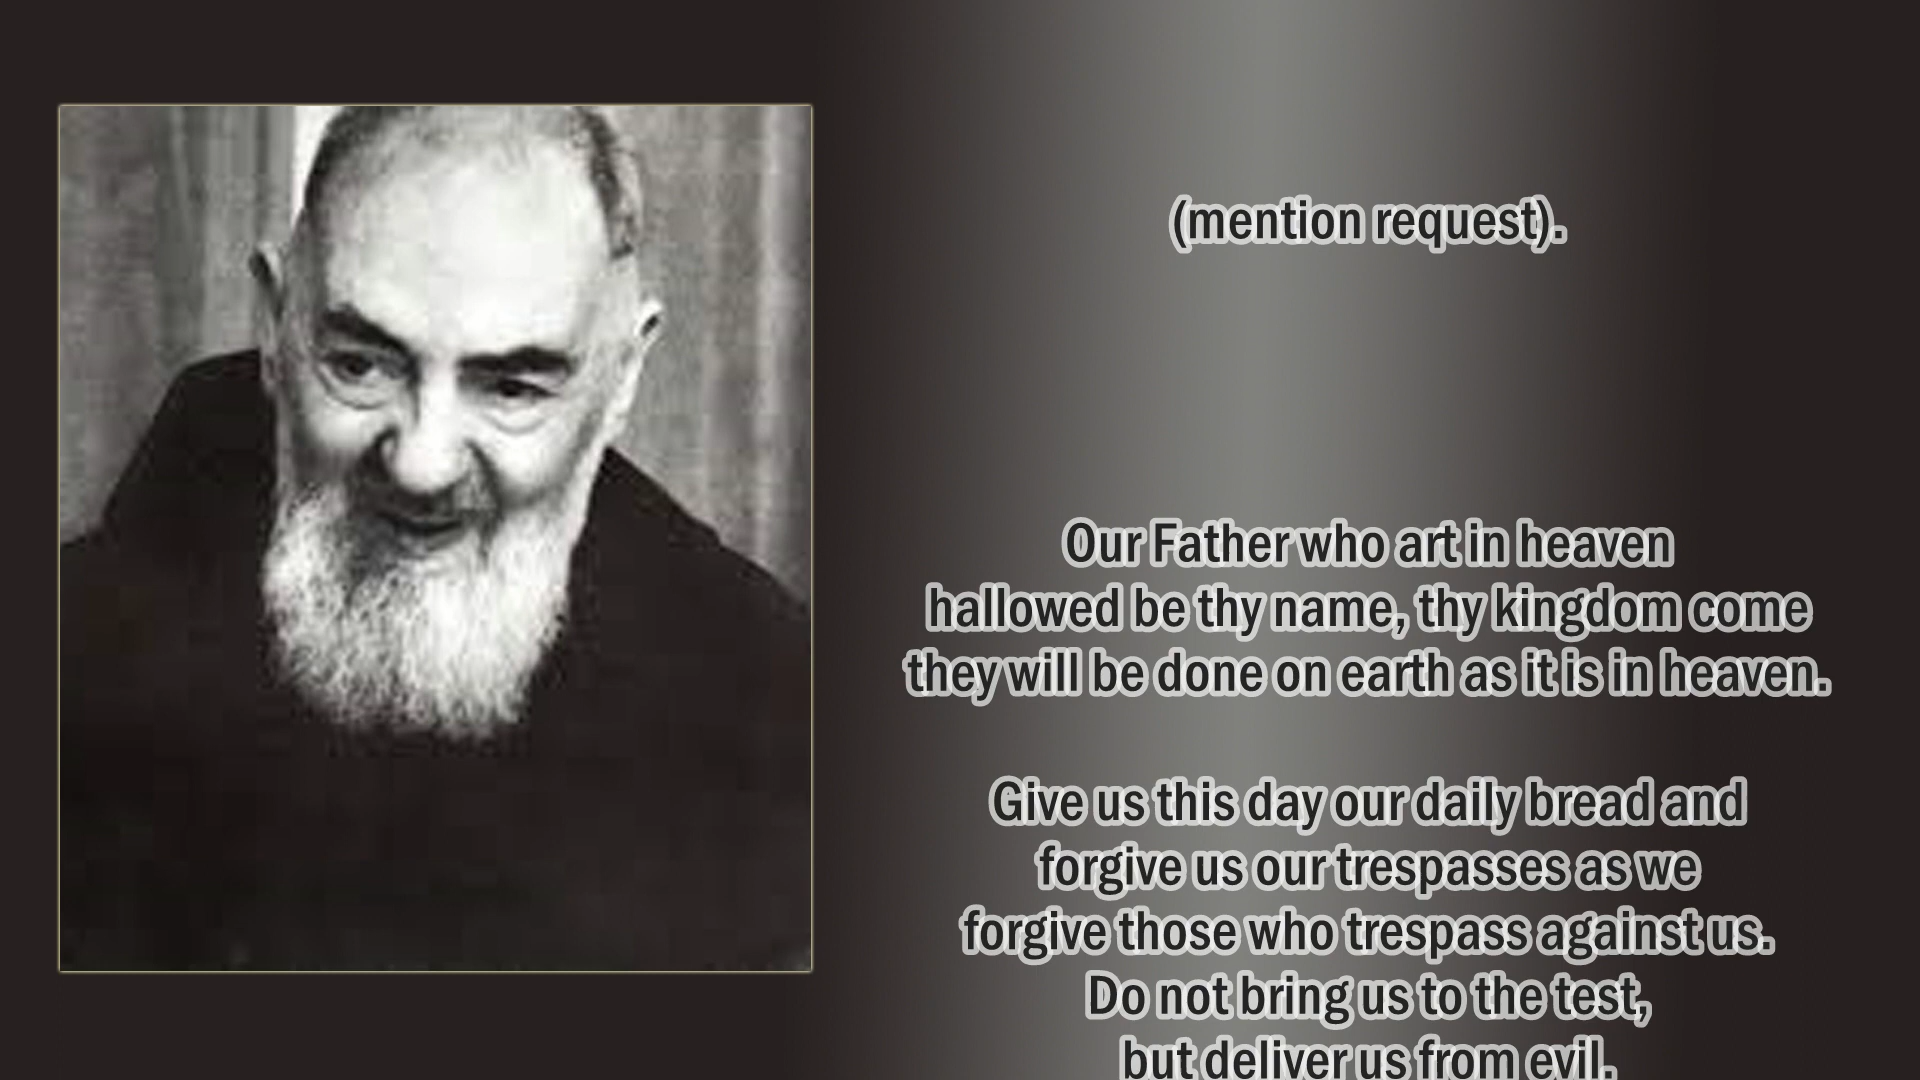 (mention request).
Our Father who art in heaven
hallowed be thy name, thy kingdom come
they will be done on earth as it is in heaven.
Give us this day our daily bread and
forgive us our trespasses as we
forgive those who trespass against us.
Do not bring us to the test,
but deliver us from evil.